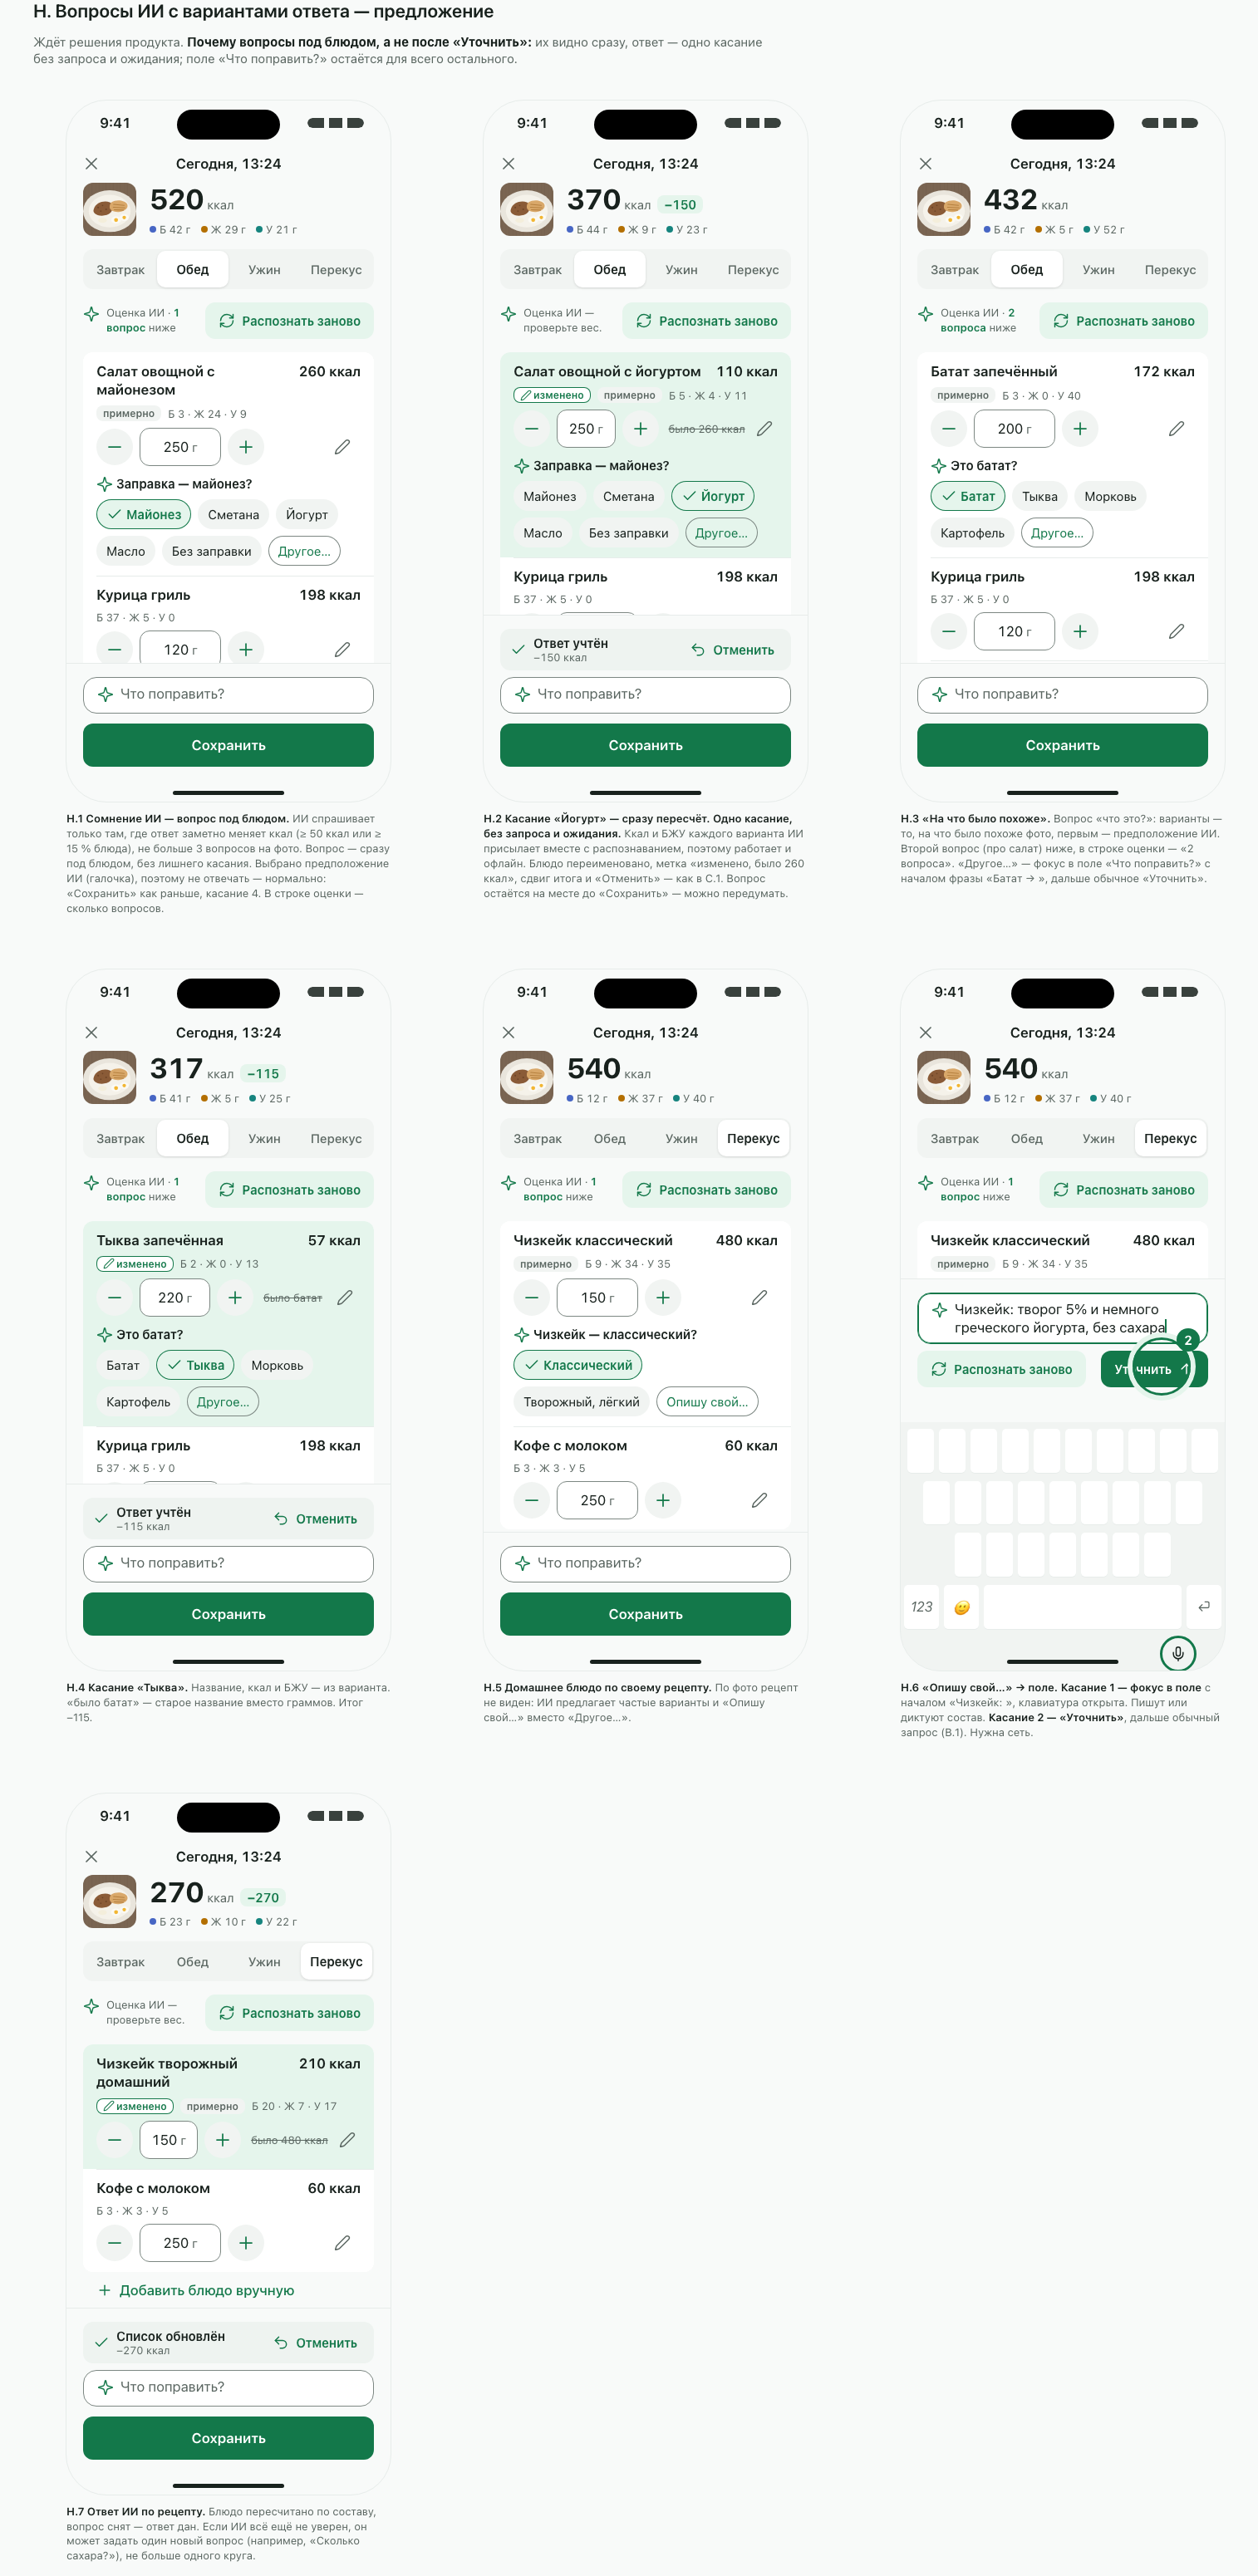 Н. Вопросы ИИ с вариантами ответа — предложение
Ждёт решения продукта. Почему вопросы под блюдом, а не после «Уточнить»: их видно сразу, ответ — одно касание
без запроса и ожидания; поле «Что поправить?» остаётся для всего остального.
9:41
Сегодня, 13:24
520 ккал
Б 42 г Ж 29 г У 21 г
Завтрак Обед Ужин Перекус
Оценка ИИ · 1
вопрос ниже
Распознать заново
Салат овощной с
майонезом
260 ккал
примерно Б 3 · Ж 24 · У 9
250 г
Заправка — майонез?
Майонез Сметана Йогурт
Масло Без заправки Другое…
Курица гриль 198 ккал
Б 37 · Ж 5 · У 0
120 г
Что поправить?
Сохранить
Н.1 Сомнение ИИ — вопрос под блюдом. ИИ спрашивает
только там, где ответ заметно меняет ккал (≥ 50 ккал или ≥
15 % блюда), не больше 3 вопросов на фото. Вопрос — сразу
под блюдом, без лишнего касания. Выбрано предположение
ИИ (галочка), поэтому не отвечать — нормально:
«Сохранить» как раньше, касание 4. В строке оценки —
сколько вопросов.
9:41
Сегодня, 13:24
370 ккал −150
Б 44 г Ж 9 г У 23 г
Завтрак Обед Ужин Перекус
Оценка ИИ —
проверьте вес.
Распознать заново
Салат овощной с йогуртом 110 ккал
изменено примерно Б 5 · Ж 4 · У 11
250 г было 260 ккал
Заправка — майонез?
Майонез Сметана Йогурт
Масло Без заправки Другое…
Курица гриль 198 ккал
Б 37 · Ж 5 · У 0
Ответ учтён
−150 ккал
Отменить
Что поправить?
Сохранить
Н.2 Касание «Йогурт» — сразу пересчёт. Одно касание,
без запроса и ожидания. Ккал и БЖУ каждого варианта ИИ
присылает вместе с распознаванием, поэтому работает и
офлайн. Блюдо переименовано, метка «изменено, было 260
ккал», сдвиг итога и «Отменить» — как в С.1. Вопрос
остаётся на месте до «Сохранить» — можно передумать.
9:41
Сегодня, 13:24
432 ккал
Б 42 г Ж 5 г У 52 г
Завтрак Обед Ужин Перекус
Оценка ИИ · 2
вопроса ниже
Распознать заново
Батат запечённый 172 ккал
примерно Б 3 · Ж 0 · У 40
200 г
Это батат?
Батат Тыква Морковь
Картофель Другое…
Курица гриль 198 ккал
Б 37 · Ж 5 · У 0
120 г
Что поправить?
Сохранить
Н.3 «На что было похоже». Вопрос «что это?»: варианты —
то, на что было похоже фото, первым — предположение ИИ.
Второй вопрос (про салат) ниже, в строке оценки — «2
вопроса». «Другое…» — фокус в поле «Что поправить?» с
началом фразы «Батат → », дальше обычное «Уточнить».
9:41
Сегодня, 13:24
317 ккал −115
Б 41 г Ж 5 г У 25 г
Завтрак Обед Ужин Перекус
Оценка ИИ · 1
вопрос ниже
Распознать заново
Тыква запечённая 57 ккал
изменено Б 2 · Ж 0 · У 13
220 г было батат
Это батат?
Батат Тыква Морковь
Картофель Другое…
Курица гриль 198 ккал
Б 37 · Ж 5 · У 0
Ответ учтён
−115 ккал
Отменить
Что поправить?
Сохранить
Н.4 Касание «Тыква». Название, ккал и БЖУ — из варианта.
«было батат» — старое название вместо граммов. Итог
−115.
9:41
Сегодня, 13:24
540 ккал
Б 12 г Ж 37 г У 40 г
Завтрак Обед Ужин Перекус
Оценка ИИ · 1
вопрос ниже
Распознать заново
Чизкейк классический 480 ккал
примерно Б 9 · Ж 34 · У 35
150 г
Чизкейк — классический?
Классический
Творожный, лёгкий Опишу свой…
Кофе с молоком 60 ккал
Б 3 · Ж 3 · У 5
250 г
Что поправить?
Сохранить
Н.5 Домашнее блюдо по своему рецепту. По фото рецепт
не виден: ИИ предлагает частые варианты и «Опишу
свой…» вместо «Другое…».
9:41
Сегодня, 13:24
540 ккал
Б 12 г Ж 37 г У 40 г
Завтрак Обед Ужин Перекус
Оценка ИИ · 1
вопрос ниже
Распознать заново
Чизкейк классический 480 ккал
примерно Б 9 · Ж 34 · У 35
Чизкейк: творог 5% и немного
греческого йогурта, без сахара
2
Распознать заново Уточнить
123
Н.6 «Опишу свой…» → поле. Касание 1 — фокус в поле с
началом «Чизкейк: », клавиатура открыта. Пишут или
диктуют состав. Касание 2 — «Уточнить», дальше обычный
запрос (В.1). Нужна сеть.
9:41
Сегодня, 13:24
270 ккал −270
Б 23 г Ж 10 г У 22 г
Завтрак Обед Ужин Перекус
Оценка ИИ —
проверьте вес.
Распознать заново
Чизкейк творожный
домашний
210 ккал
изменено примерно Б 20 · Ж 7 · У 17
150 г было 480 ккал
Кофе с молоком 60 ккал
Б 3 · Ж 3 · У 5
250 г
Добавить блюдо вручную
Список обновлён
−270 ккал
Отменить
Что поправить?
Сохранить
Н.7 Ответ ИИ по рецепту. Блюдо пересчитано по составу,
вопрос снят — ответ дан. Если ИИ всё ещё не уверен, он
может задать один новый вопрос (например, «Сколько
сахара?»), не больше одного круга.